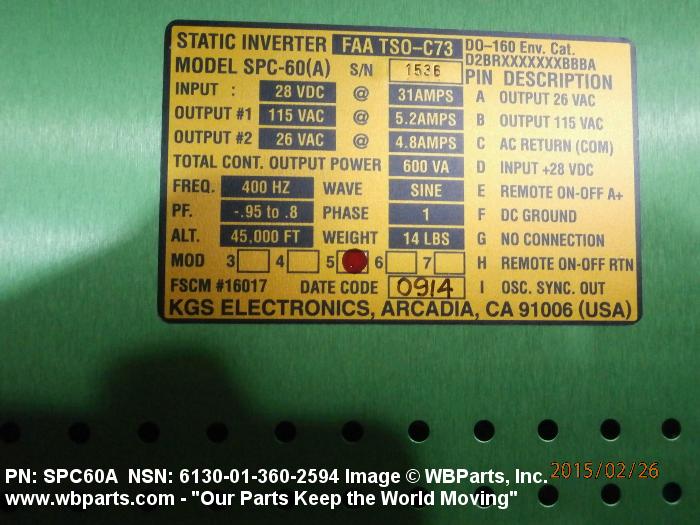 STATIC INVERTER FAA TSO-C73 DO-160 Env. Cat.
MODEL SPC-60(A) S/N 1536 D2BRXXXXXXXBBBA
PIN DESCRIPTION
INPUT : 28 VDC @ 31AMPS A OUTPUT 26 VAC
OUTPUT #1 115 VAC @ 5.2AMPS B OUTPUT 115 VAC
OUTPUT #2 26 VAC @ 4.8AMPS C AC RETURN (COM)
TOTAL CONT. OUTPUT POWER 600 VA D INPUT +28 VDC
FREQ. 400 HZ WAVE SINE E REMOTE ON-OFF A+
PF. -.95 to .8 PHASE 1 F DC GROUND
ALT. 45,000 FT WEIGHT 14 LBS G NO CONNECTION
MOD 3 4 5 6 7 H REMOTE ON-OFF RTN
FSCM #16017 DATE CODE 0914 I OSC. SYNC. OUT
KGS ELECTRONICS, ARCADIA, CA 91006 (USA)
PN: SPC60A NSN: 6130-01-360-2594 Image © WBParts, Inc. 2015/02/26
www.wbparts.com - "Our Parts Keep the World Moving"